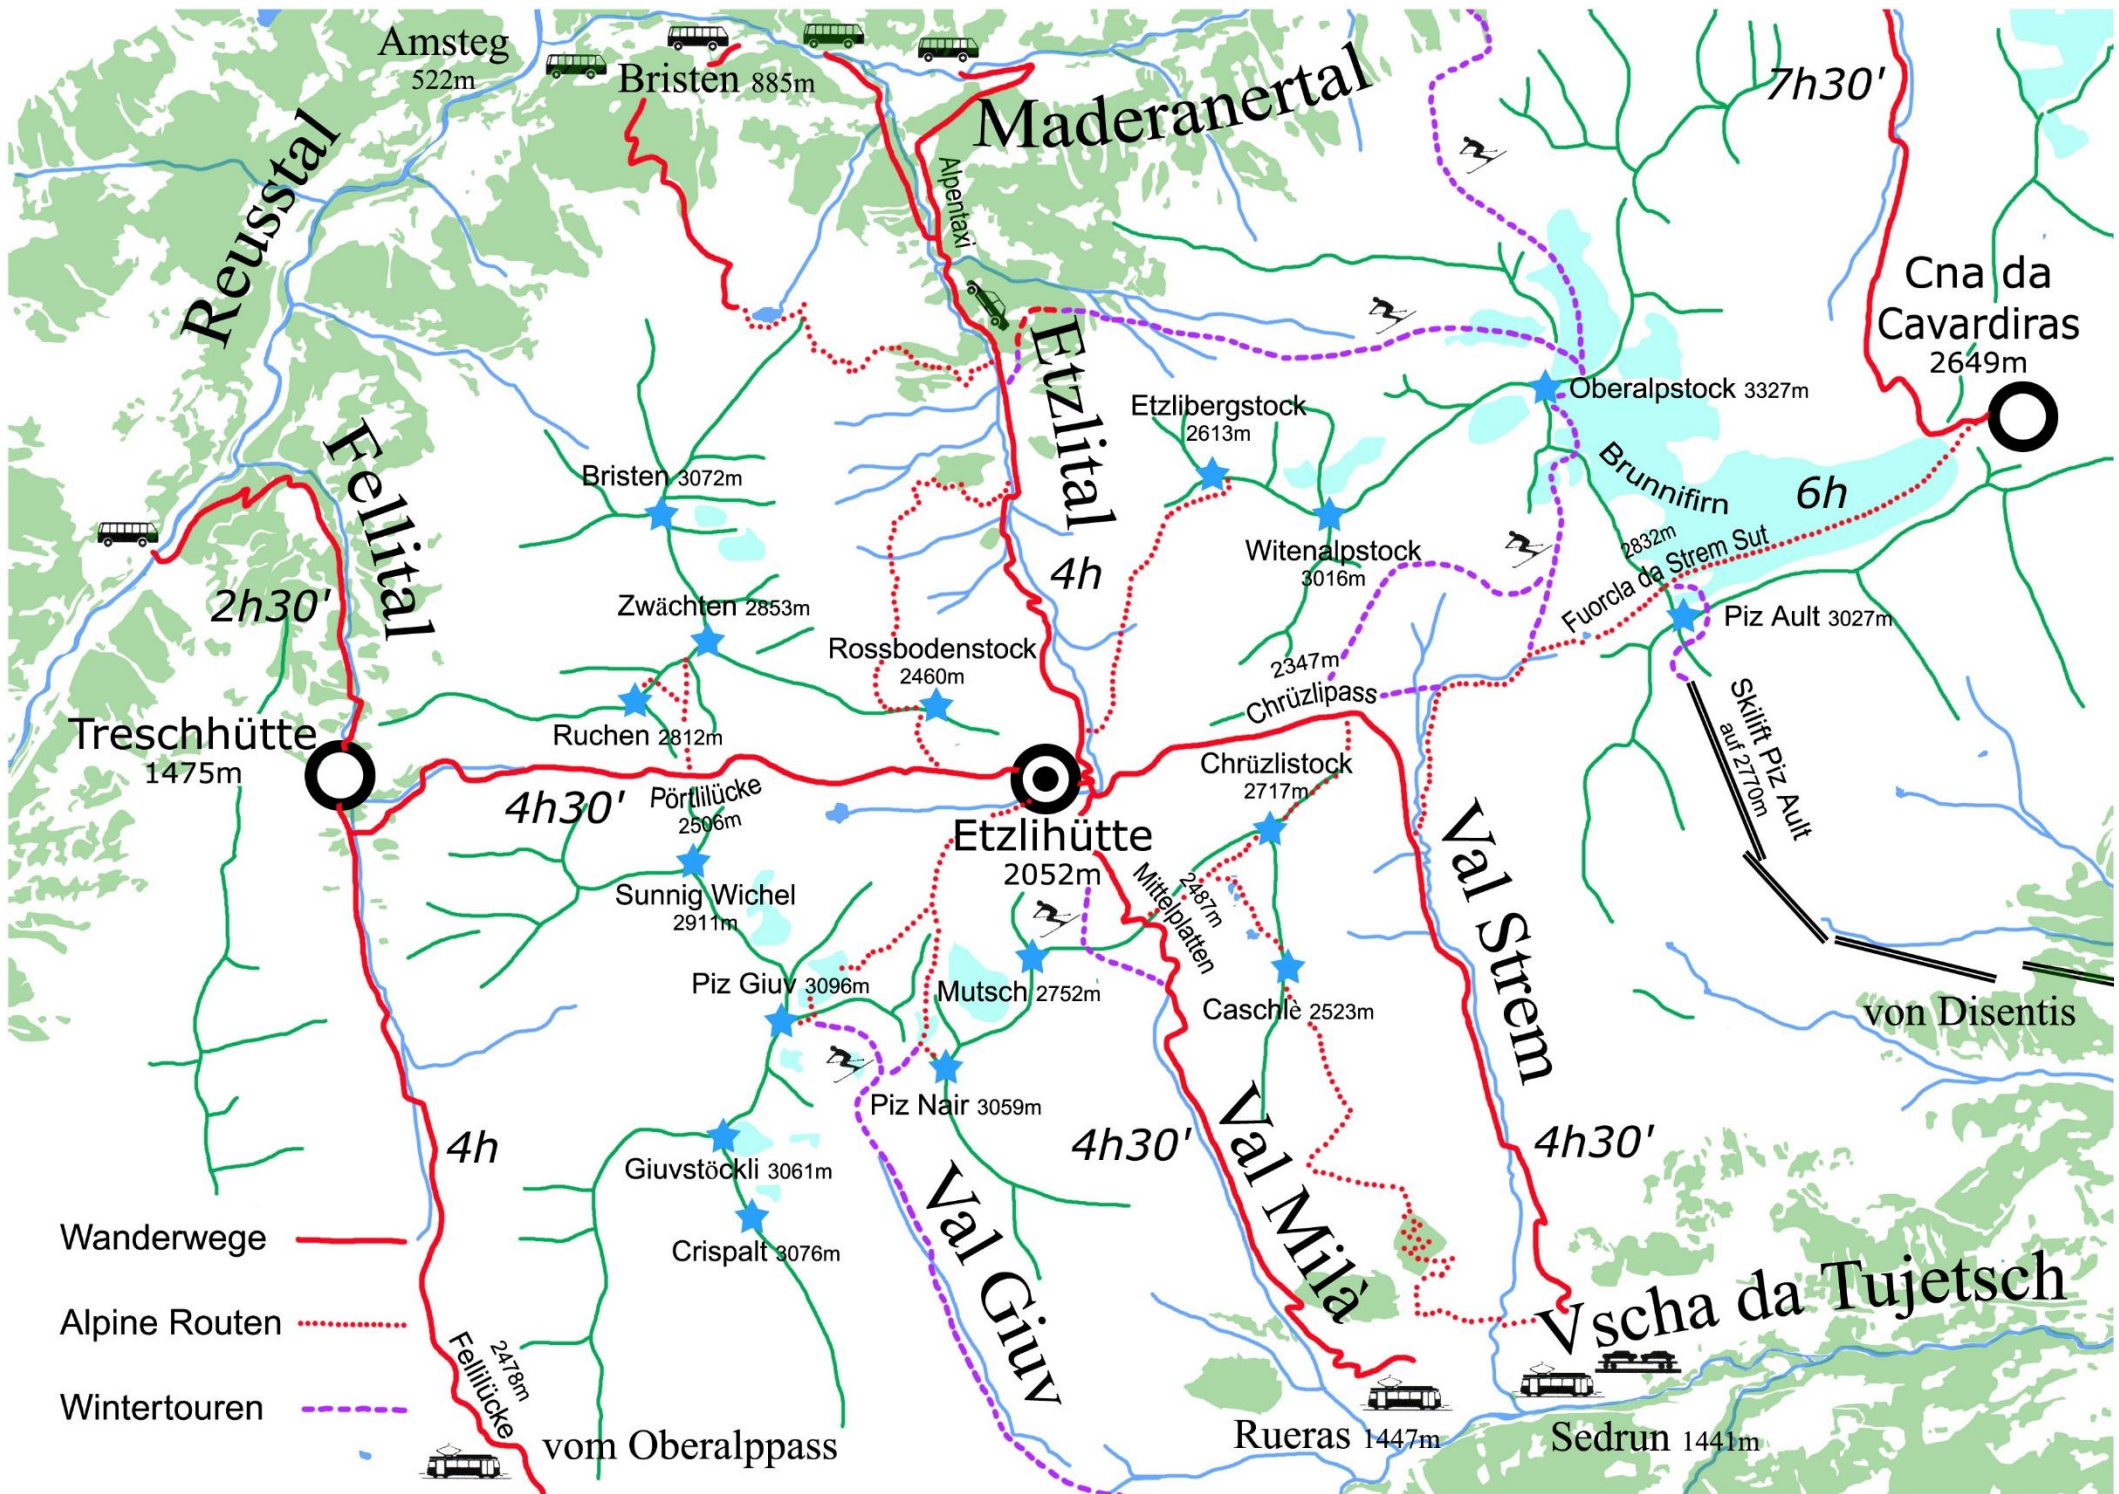 Amsteg
522m
Bristen 885m
Maderanertal
7h30'
Reusstal
Alpentaxi
Cna da
Cavardiras
2649m
Etzlital
Oberalpstock 3327m
Etzlibergstock
2613m
Fellital
Bristen 3072m
Brunnifirn
6h
Witenalpstock
3016m
2832m
Fuorcla da Strem Sut
4h
2h30'
Zwächten 2853m
Piz Ault 3027m
Rossbodenstock
2460m
2347m
Chrüzlipass
Treschhütte
1475m
Ruchen 2812m
Skilift Piz Ault
auf 2770m
Chrüzlistock
2717m
4h30'
Pörtlilücke
2506m
Etzlihütte
2052m
Mittelplatten
2487m
Val Strem
Sunnig Wichel
2911m
Piz Giuv 3096m
Mutsch 2752m
Caschlè 2523m
von Disentis
Piz Nair 3059m
4h
4h30'
Val Milà
4h30'
Giuvstöckli 3061m
Val Giuv
Crispalt 3076m
Vscha da Tujetsch
Wanderwege
Alpine Routen
Wintertouren
2478m
Fellilücke
vom Oberalppass
Rueras 1447m
Sedrun 1441m